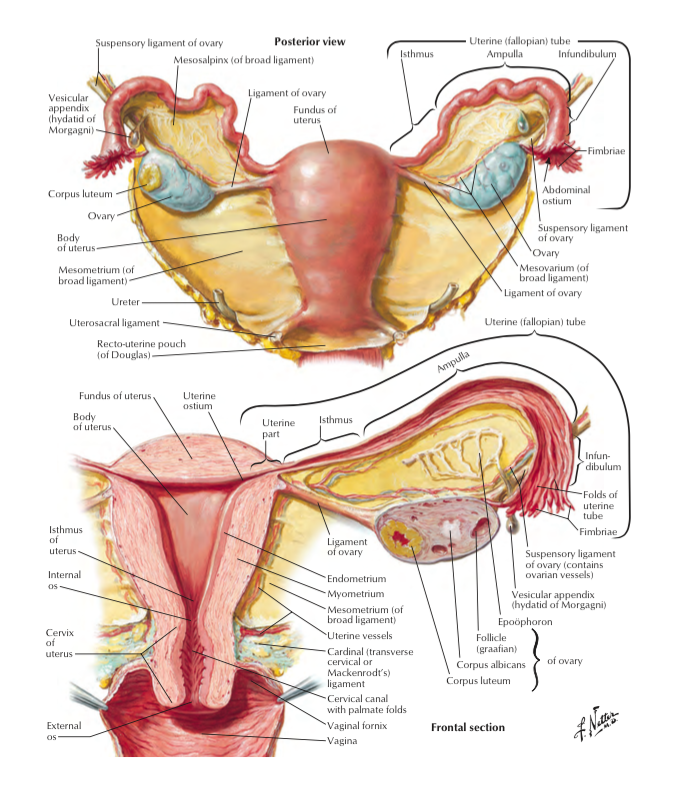 Posterior view
Suspensory ligament of ovary
Mesosalpinx (of broad ligament)
Uterine (fallopian) tube
Isthmus
Ampulla
Infundibulum
Vesicular
appendix
(hydatid of
Morgagni)
Ligament of ovary
Fundus of
uterus
Fimbriae
Corpus luteum
Abdominal
ostium
Ovary
Suspensory ligament
of ovary
Body
of uterus
Ovary
Mesometrium (of
broad ligament)
Mesovarium (of
broad ligament)
Ligament of ovary
Ureter
Uterosacral ligament
Uterine (fallopian) tube
Recto-uterine pouch
(of Douglas)
Ampulla
Fundus of uterus
Uterine
ostium
Body
of uterus
Uterine
part
Isthmus
Infun-
dibulum
Folds of
uterine
tube
Fimbriae
Isthmus
of
uterus
Ligament
of ovary
Suspensory ligament
of ovary (contains
ovarian vessels)
Internal
os
Endometrium
Myometrium
Vesicular appendix
(hydatid of Morgagni)
Mesometrium (of
broad ligament)
Epoöphoron
Uterine vessels
Follicle
(graafian)
Cervix
of
uterus
Cardinal (transverse
cervical or
Mackenrodt's)
ligament
Corpus albicans
of ovary
Corpus luteum
Cervical canal
with palmate folds
External
os
Vaginal fornix
Vagina
Frontal section
F. Netter
M.D.